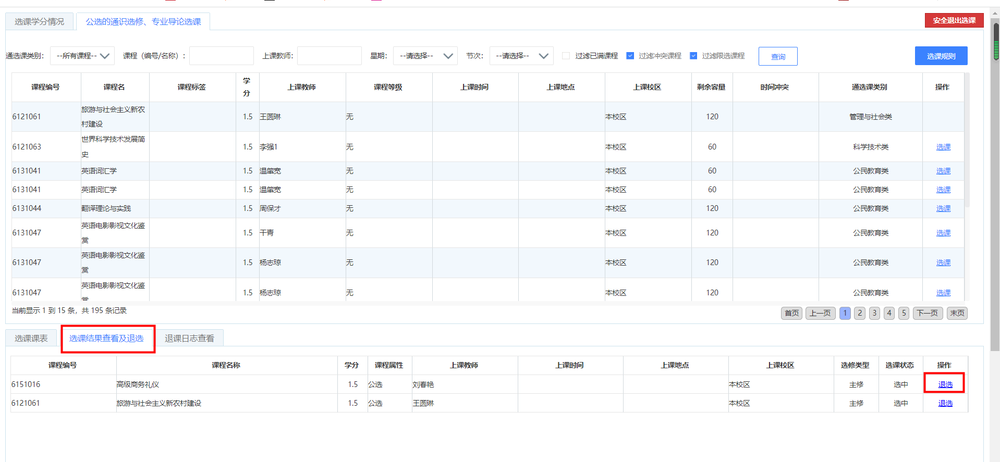 选课学分情况
公选的通识选修、专业导论选课
安全退出选课
通选课类别： --所有课程-- 课程（编号/名称）： 上课教师: 星期: --请选择-- 节次: --请选择-- 过滤已满课程 过滤冲突课程 过滤限选课程 查询 选课规则
课程编号 课程名 课程标签 学分 上课教师 课程等级 上课时间 上课地点 上课校区 剩余容量 时间冲突 通选课类别 操作
6121061 旅游与社会主义新农村建设 1.5 王圆琳 无 本校区 120 管理与社会类
6121063 世界科学技术发展简史 1.5 李强1 无 本校区 60 科学技术类 选课
6131041 英语词汇学 1.5 温肇宽 无 本校区 60 公民教育类 选课
6131041 英语词汇学 1.5 温肇宽 无 本校区 60 公民教育类 选课
6131044 翻译理论与实践 1.5 周保才 无 本校区 120 公民教育类 选课
6131047 英语电影影视文化鉴赏 1.5 干青 无 本校区 120 公民教育类 选课
6131047 英语电影影视文化鉴赏 1.5 杨志琼 无 本校区 120 公民教育类 选课
6131047 英语电影影视文化鉴赏 1.5 杨志琼 无 本校区 120 公民教育类 选课
当前显示 1 到 15 条，共 195 条记录 首页 上一页 1 2 3 4 5 下一页 末页
选课课表 选课结果查看及退选 退课日志查看
课程编号 课程名称 学分 课程属性 上课教师 上课时间 上课地点 上课校区 选修类型 选课状态 操作
6151016 高级商务礼仪 1.5 公选 刘春艳 本校区 主修 选中 退选
6121061 旅游与社会主义新农村建设 1.5 公选 王圆琳 本校区 主修 选中 退选